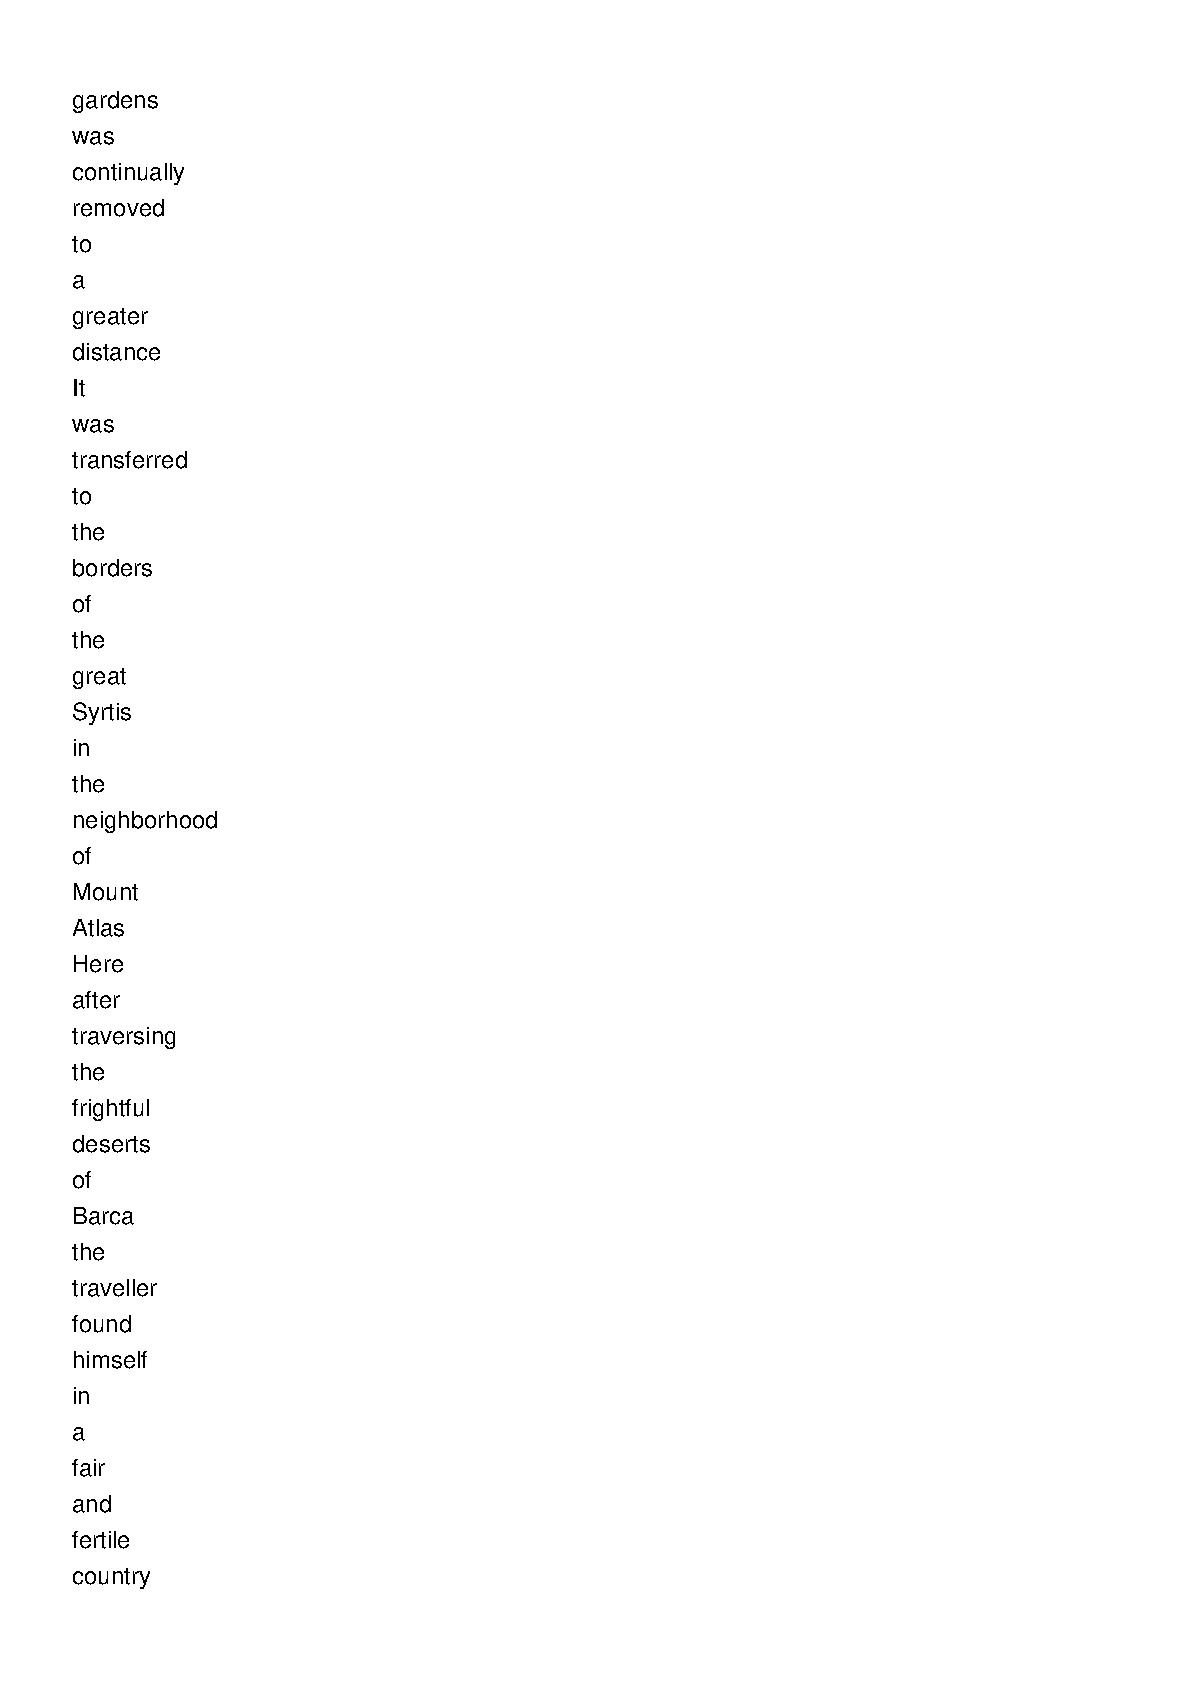 gardens
was
continually
removed
to
a
greater
distance
It
was
transferred
to
the
borders
of
the
great
Syrtis
in
the
neighborhood
of
Mount
Atlas
Here
after
traversing
the
frightful
deserts
of
Barca
the
traveller
found
himself
in
a
fair
and
fertile
country